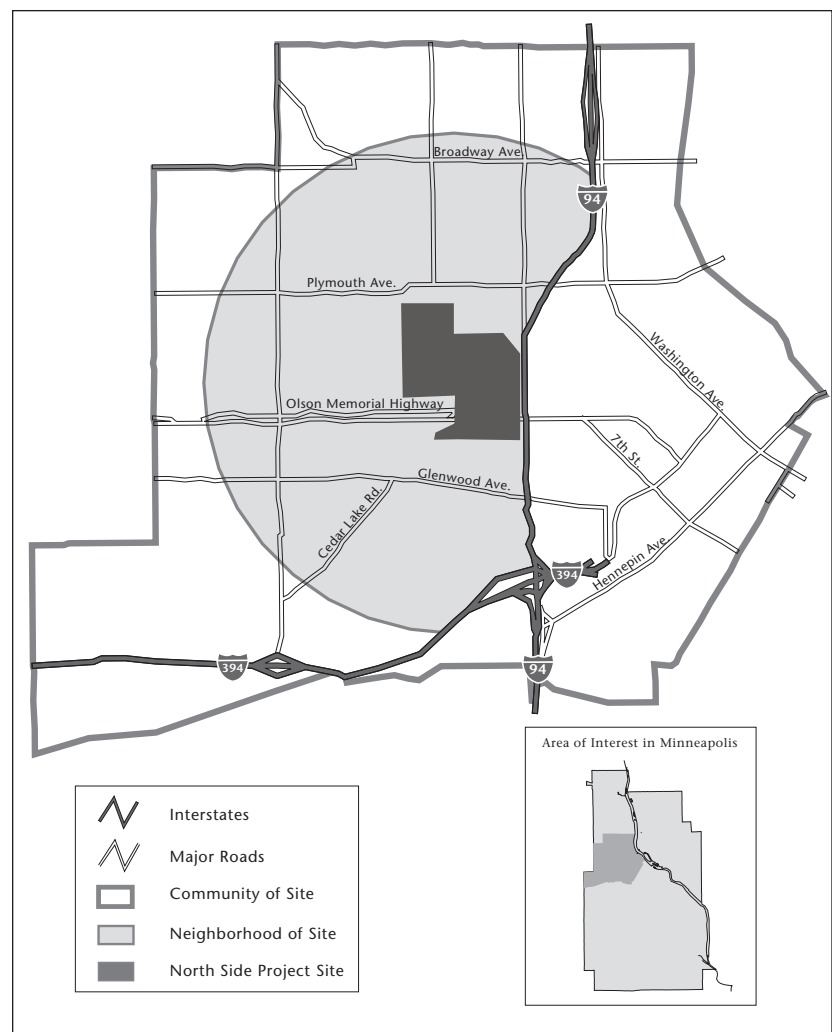 Broadway Ave.
94
Plymouth Ave.
Washington Ave.
Olson Memorial Highway
7th St.
Glenwood Ave.
Cedar Lake Rd.
394
Hennepin Ave
394
94
Area of Interest in Minneapolis
Interstates
Major Roads
Community of Site
Neighborhood of Site
North Side Project Site